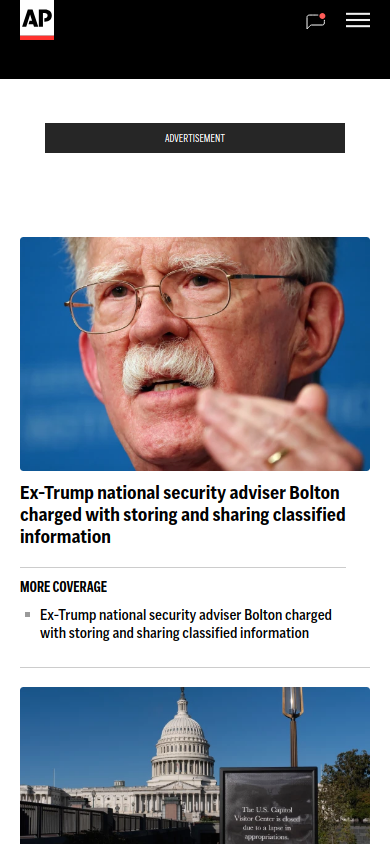 AP
ADVERTISEMENT
Ex-Trump national security adviser Bolton
charged with storing and sharing classified
information
MORE COVERAGE
Ex-Trump national security adviser Bolton charged
with storing and sharing classified information
The U.S. Capitol
Visitor Center is closed
due to a lapse in
appropriations.